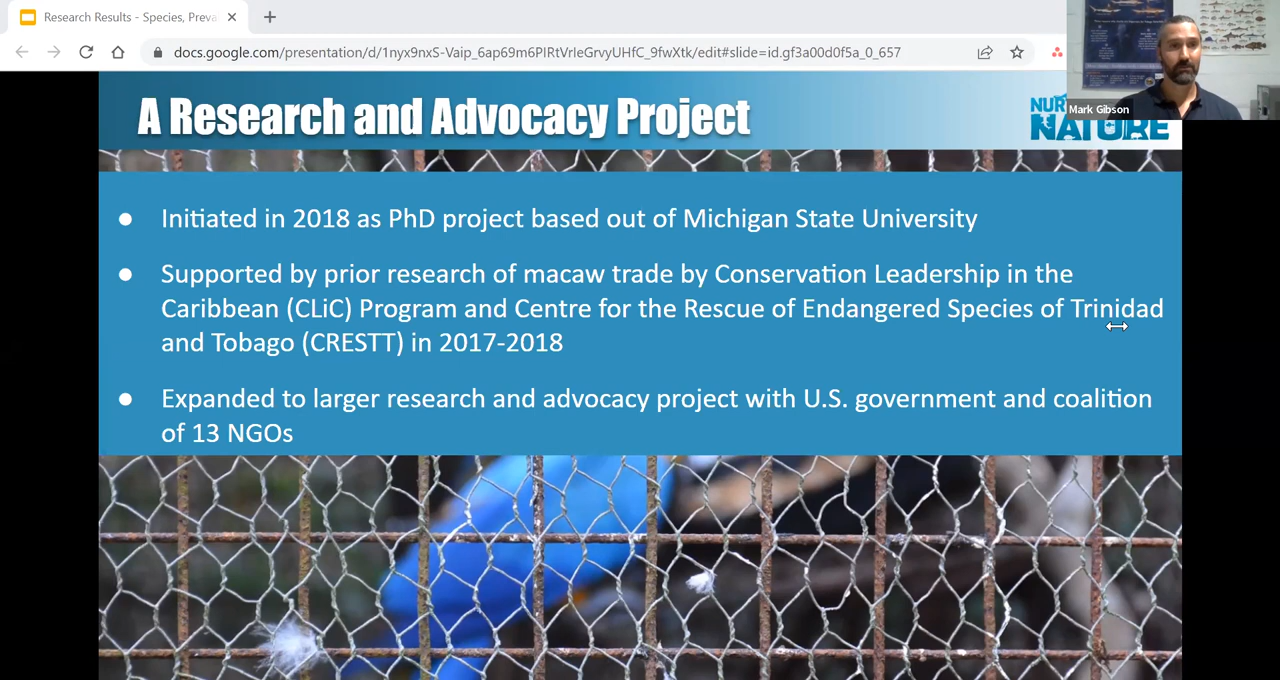 Research Results - Species, Preva
docs.google.com/presentation/d/1nyx9nxS-Vaip_6ap69m6PIRtVrIeGrvyUHfC_9fwXtk/edit#slide=id.gf3a00d0f5a_0_657
Mark Gibson
A Research and Advocacy Project
NUR
NATURE
● Initiated in 2018 as PhD project based out of Michigan State University
● Supported by prior research of macaw trade by Conservation Leadership in the
Caribbean (CLiC) Program and Centre for the Rescue of Endangered Species of Trinidad
and Tobago (CRESTT) in 2017-2018
● Expanded to larger research and advocacy project with U.S. government and coalition
of 13 NGOs